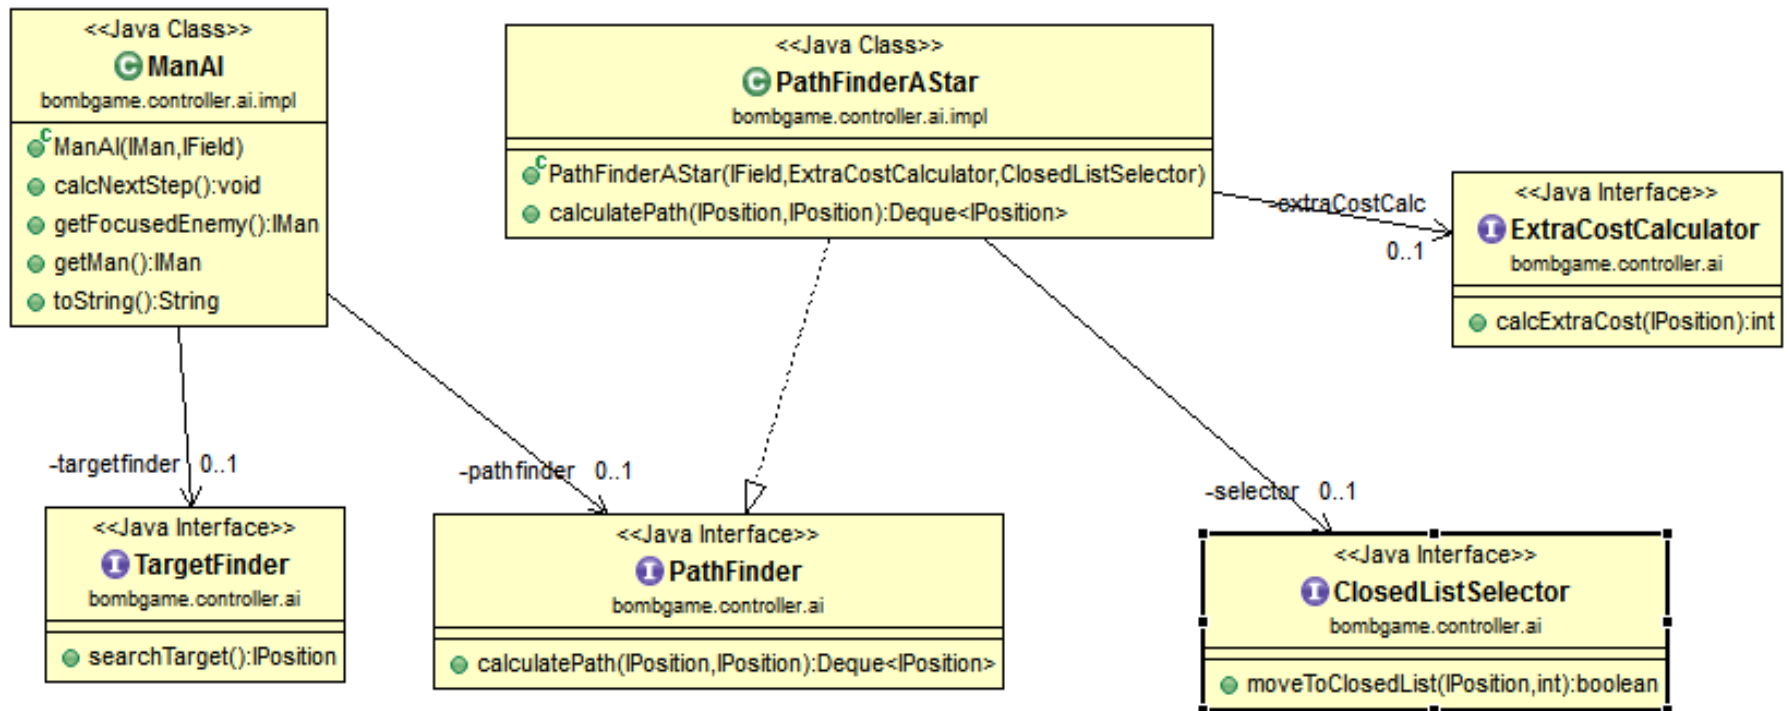 <<Java Class>>
ManAI
bombgame.controller.ai.impl
ManAI(IMan,IField)
calcNextStep():void
getFocusedEnemy():IMan
getMan():IMan
toString():String
<<Java Class>>
PathFinderAStar
bombgame.controller.ai.impl
PathFinderAStar(IField,ExtraCostCalculator,ClosedListSelector)
calculatePath(IPosition,IPosition):Deque<IPosition>
-extraCostCalc
0..1
<<Java Interface>>
ExtraCostCalculator
bombgame.controller.ai
calcExtraCost(IPosition):int
-targetfinder 0..1
-pathfinder 0..1
-selector 0..1
<<Java Interface>>
TargetFinder
bombgame.controller.ai
searchTarget():IPosition
<<Java Interface>>
PathFinder
bombgame.controller.ai
calculatePath(IPosition,IPosition):Deque<IPosition>
<<Java Interface>>
ClosedListSelector
bombgame.controller.ai
moveToClosedList(IPosition,int):boolean